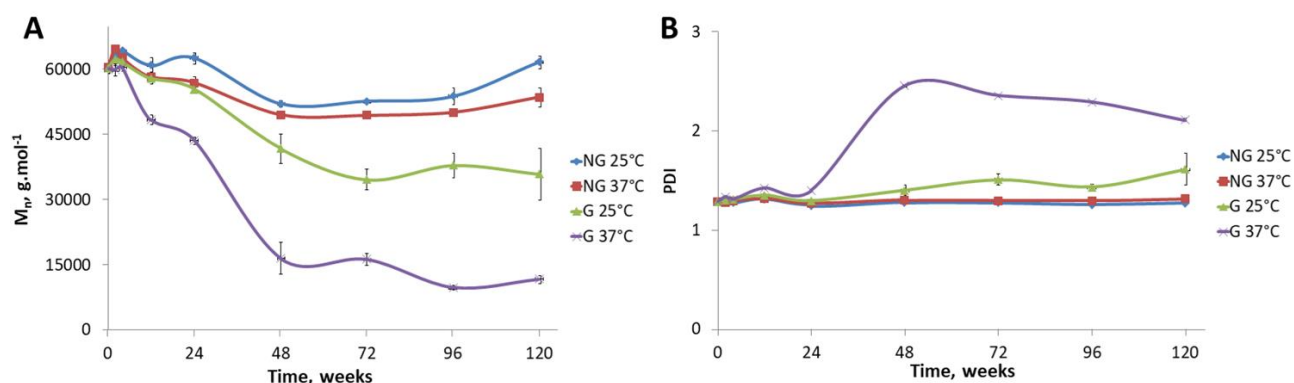 A
60000
45000
30000
15000
0
Mn, g.mol-1
0 24 48 72 96 120
Time, weeks
NG 25°C
NG 37°C
G 25°C
G 37°C
B
3
2
1
0
PDI
0 24 48 72 96 120
Time, weeks
NG 25°C
NG 37°C
G 25°C
G 37°C